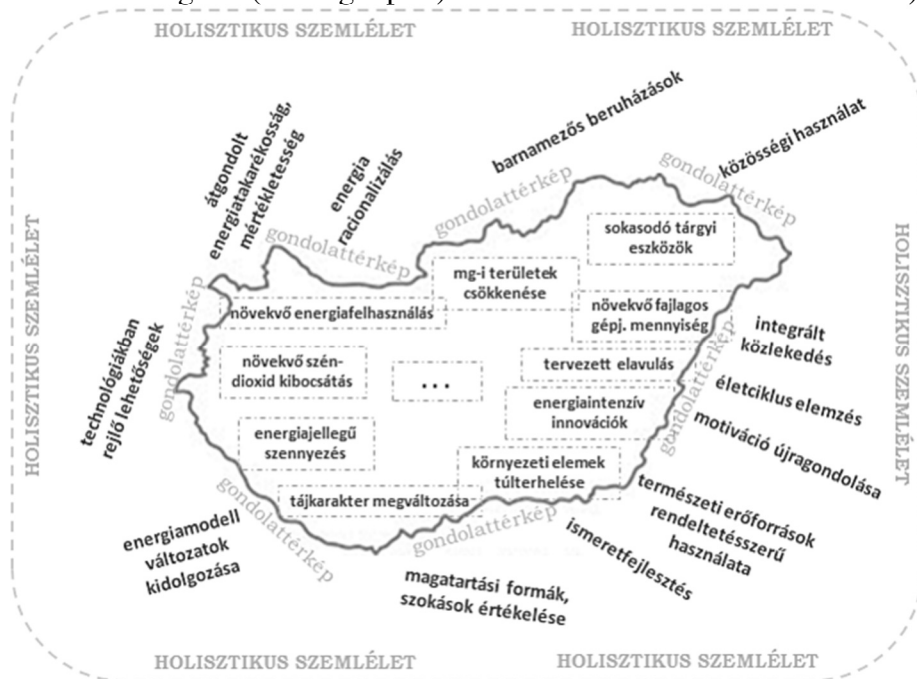 HOLISZTIKUS SZEMLÉLET
HOLISZTIKUS SZEMLÉLET
HOLISZTIKUS SZEMLÉLET
HOLISZTIKUS SZEMLÉLET
átgondolt
energiatakarékosság,
mértékletesség
energia
racionalizálás
barnamezős beruházások
közösségi használat
gondolattérkép
gondolattérkép
gondolattérkép
gondolattérkép
sokasodó tárgyi
eszközök
mg-i területek
csökkenése
növekvő energiafelhasználás
növekvő fajlagos
gépj. mennyiség
technológiákban
rejlő lehetőségek
növekvő szén-
dioxid kibocsátás
...
tervezett elavulás
gondolattérkép
integrált
közlekedés
életciklus elemzés
motiváció újragondolása
energiaintenzív
innovációk
energiajellegű
szennyezés
környezeti elemek
túlterhelése
tájkarakter megváltozása
gondolattérkép
gondolattérkép
természeti erőforrások
rendeltetésszerű
használata
ismeretfejlesztés
energiamodell
változatok
kidolgozása
magatartási formák,
szokások értékelése
HOLISZTIKUS SZEMLÉLET
HOLISZTIKUS SZEMLÉLET